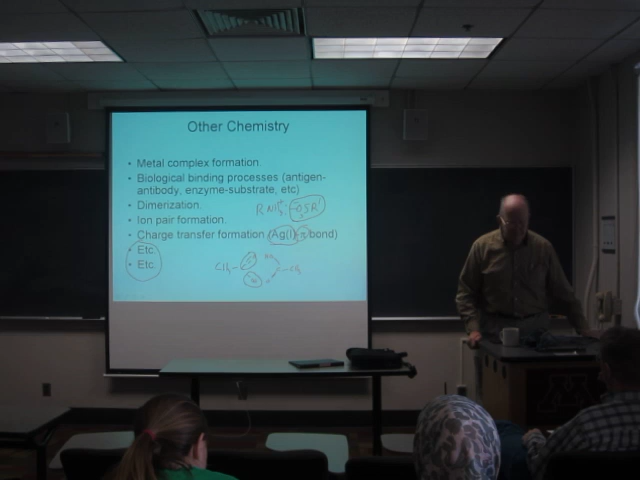 Other Chemistry
• Metal complex formation.
• Biological binding processes (antigen-
antibody, enzyme-substrate, etc)
• Dimerization.
• Ion pair formation.
• Charge transfer formation (Ag(I)-π bond)
• Etc.
• Etc.
M